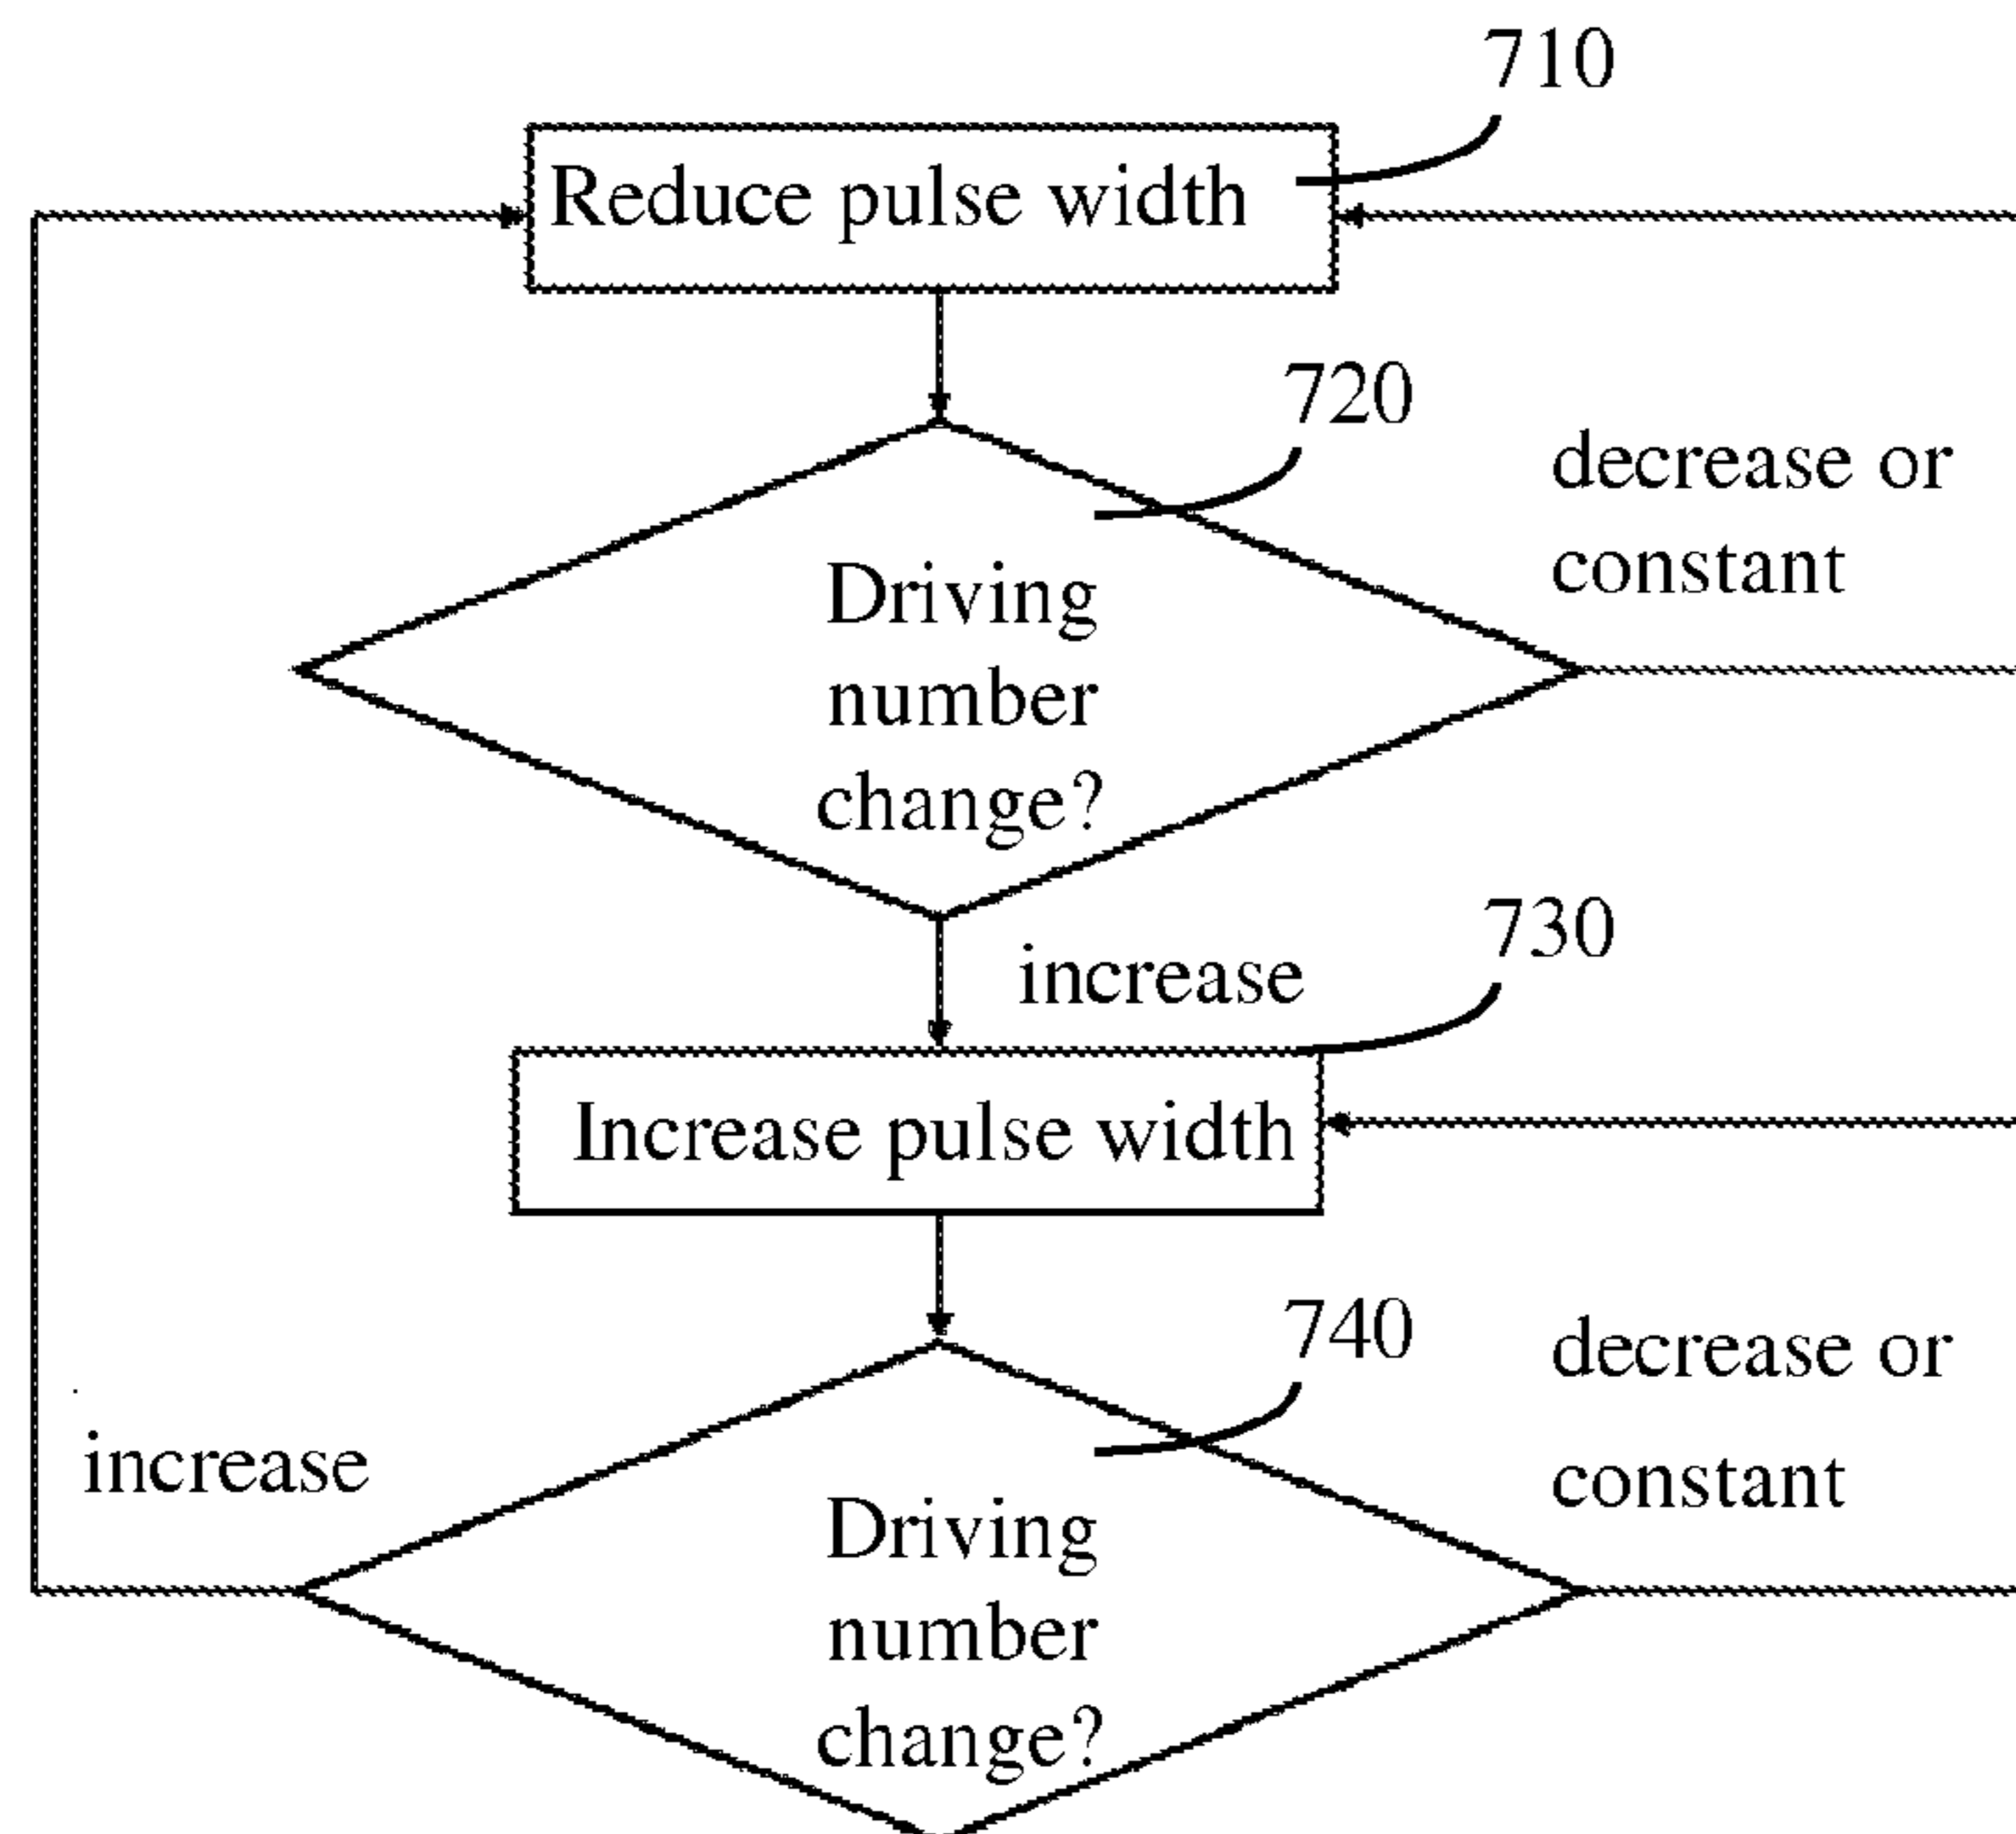 710
Reduce pulse width
720
decrease or
constant
Driving
number
change?
730
increase
Increase pulse width
740
decrease or
constant
increase
Driving
number
change?